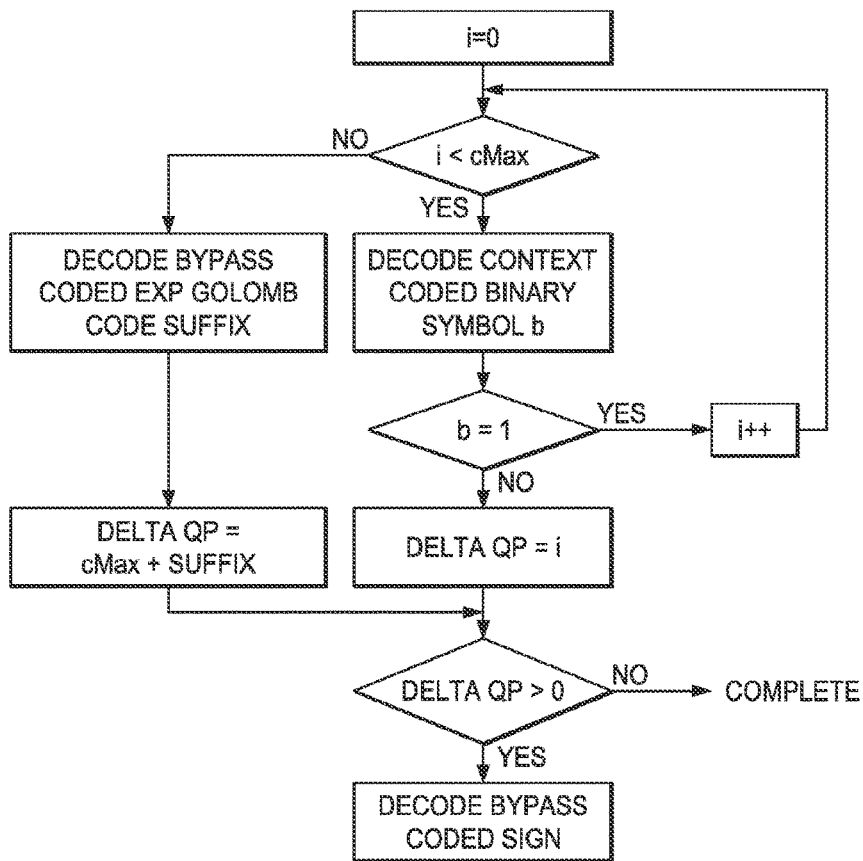 i=0
NO
i < cMax
YES
DECODE BYPASS
CODED EXP GOLOMB
CODE SUFFIX
DECODE CONTEXT
CODED BINARY
SYMBOL b
b = 1
YES
i++
NO
DELTA QP =
cMax + SUFFIX
DELTA QP = i
DELTA QP > 0
NO
COMPLETE
YES
DECODE BYPASS
CODED SIGN